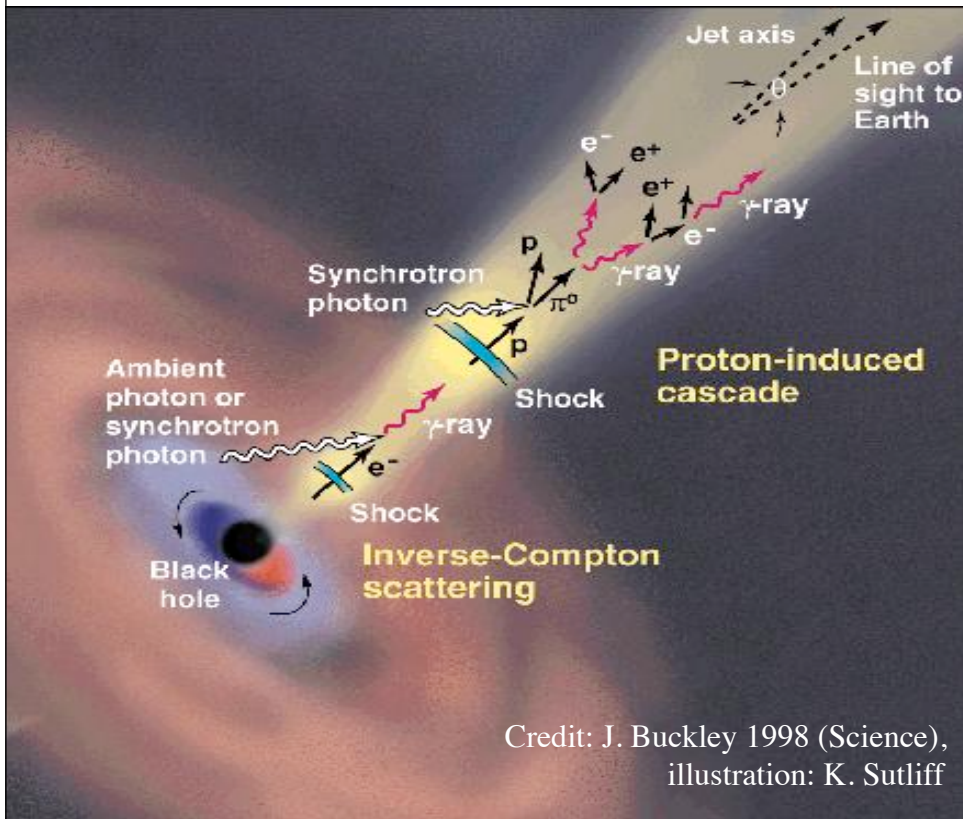 Jet axis
Line of
sight to
Earth
θ
e⁻
e⁺
e⁺
e⁻
γ-ray
γ-ray
p
π⁰
Synchrotron
photon
p
Shock
Proton-induced
cascade
Ambient
photon or
synchrotron
photon
γ-ray
e⁻
Shock
Inverse-Compton
scattering
Black
hole
Credit: J. Buckley 1998 (Science),
illustration: K. Sutliff